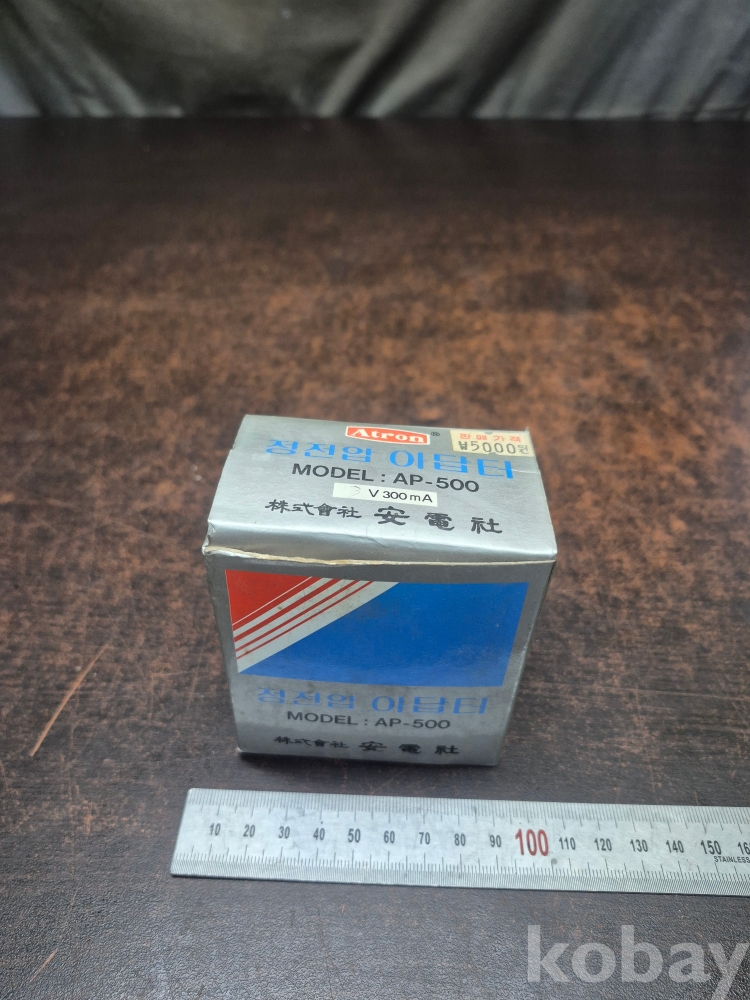 Atron®
판매가격
₩5000원
정전압 아답터
MODEL : AP-500
V 300mA
株式會社 安電社
정전압 아답터
MODEL : AP-500
株式會社 安電社
10 20 30 40 50 60 70 80 90 100 110 120 130 140 150 16
STAINLESS
kobay